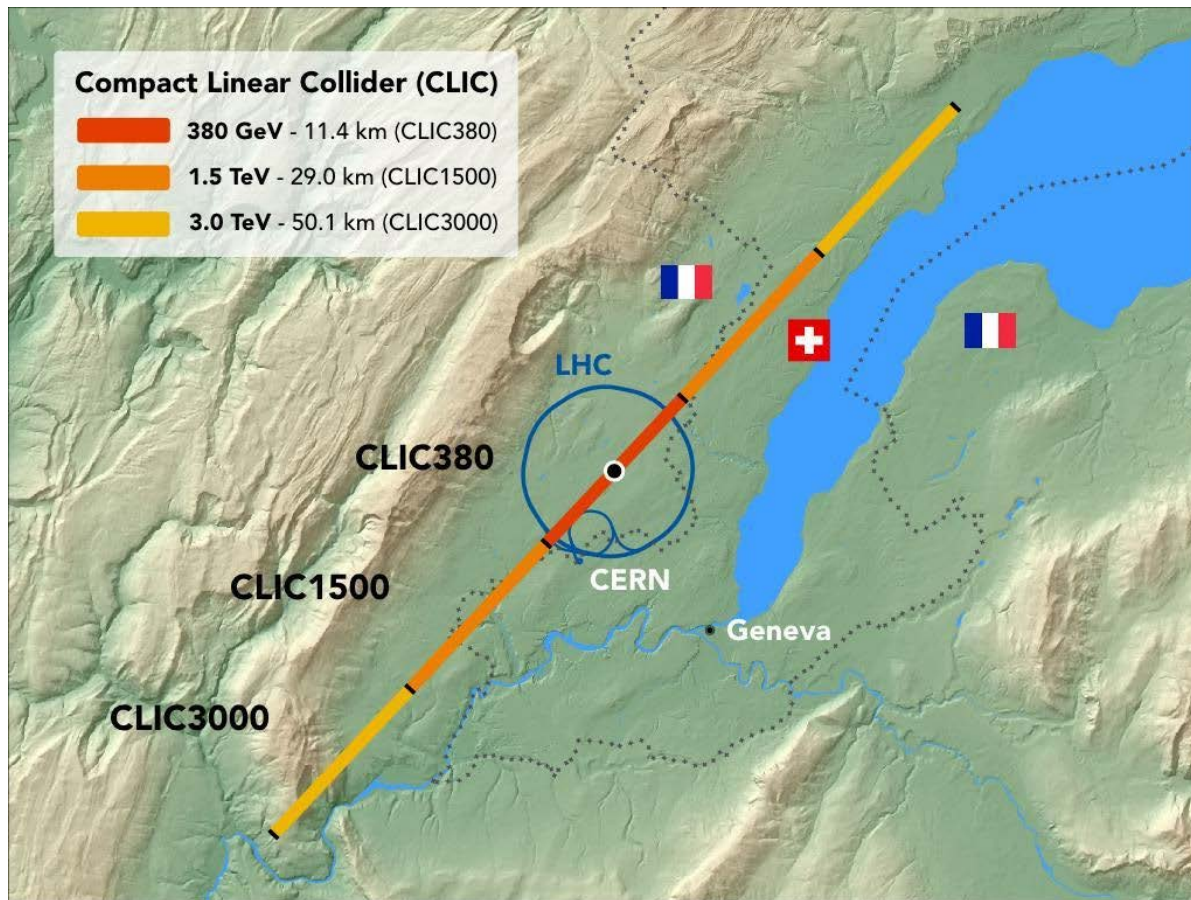 Compact Linear Collider (CLIC)
380 GeV - 11.4 km (CLIC380)
1.5 TeV - 29.0 km (CLIC1500)
3.0 TeV - 50.1 km (CLIC3000)
LHC
CLIC380
CERN
CLIC1500
Geneva
CLIC3000